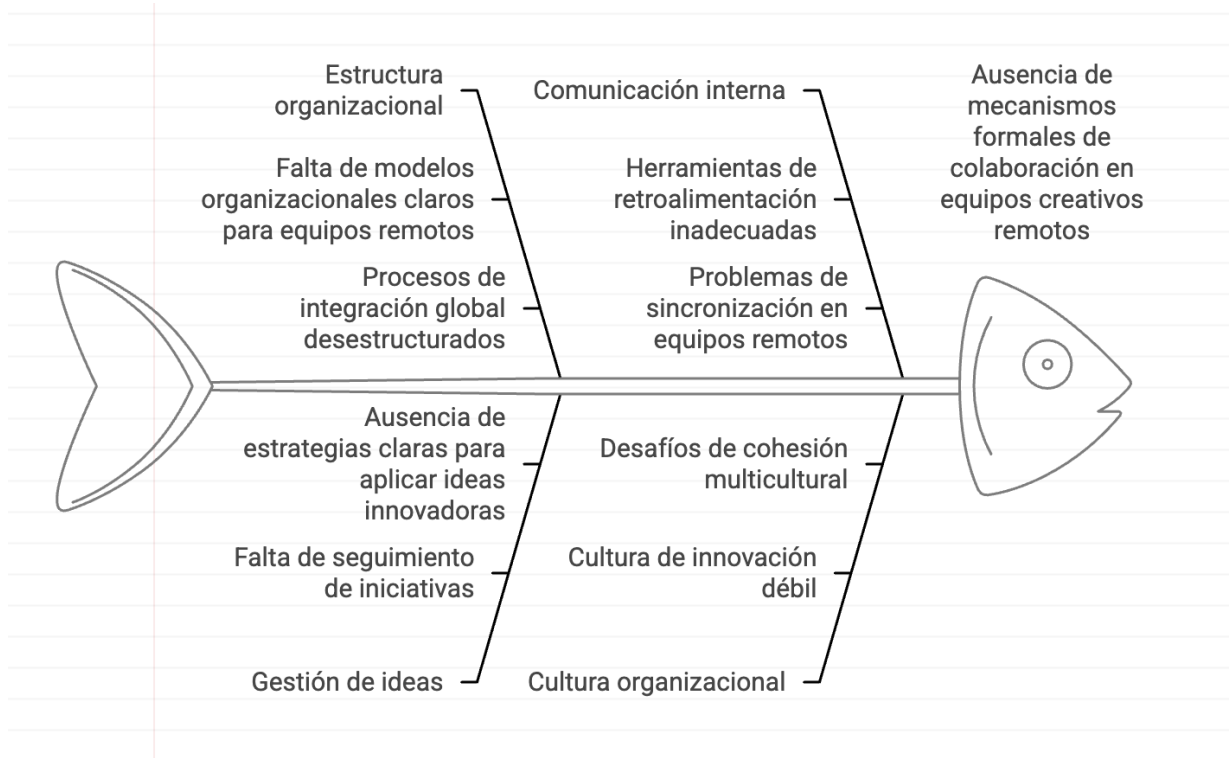 Estructura
organizacional
Falta de modelos
organizacionales claros
para equipos remotos
Procesos de
integración global
desestructurados
Comunicación interna
Herramientas de
retroalimentación
inadecuadas
Problemas de
sincronización en
equipos remotos
Ausencia de
mecanismos
formales de
colaboración en
equipos creativos
remotos
Ausencia de
estrategias claras para
aplicar ideas
innovadoras
Falta de seguimiento
de iniciativas
Gestión de ideas
Desafíos de cohesión
multicultural
Cultura de innovación
débil
Cultura organizacional